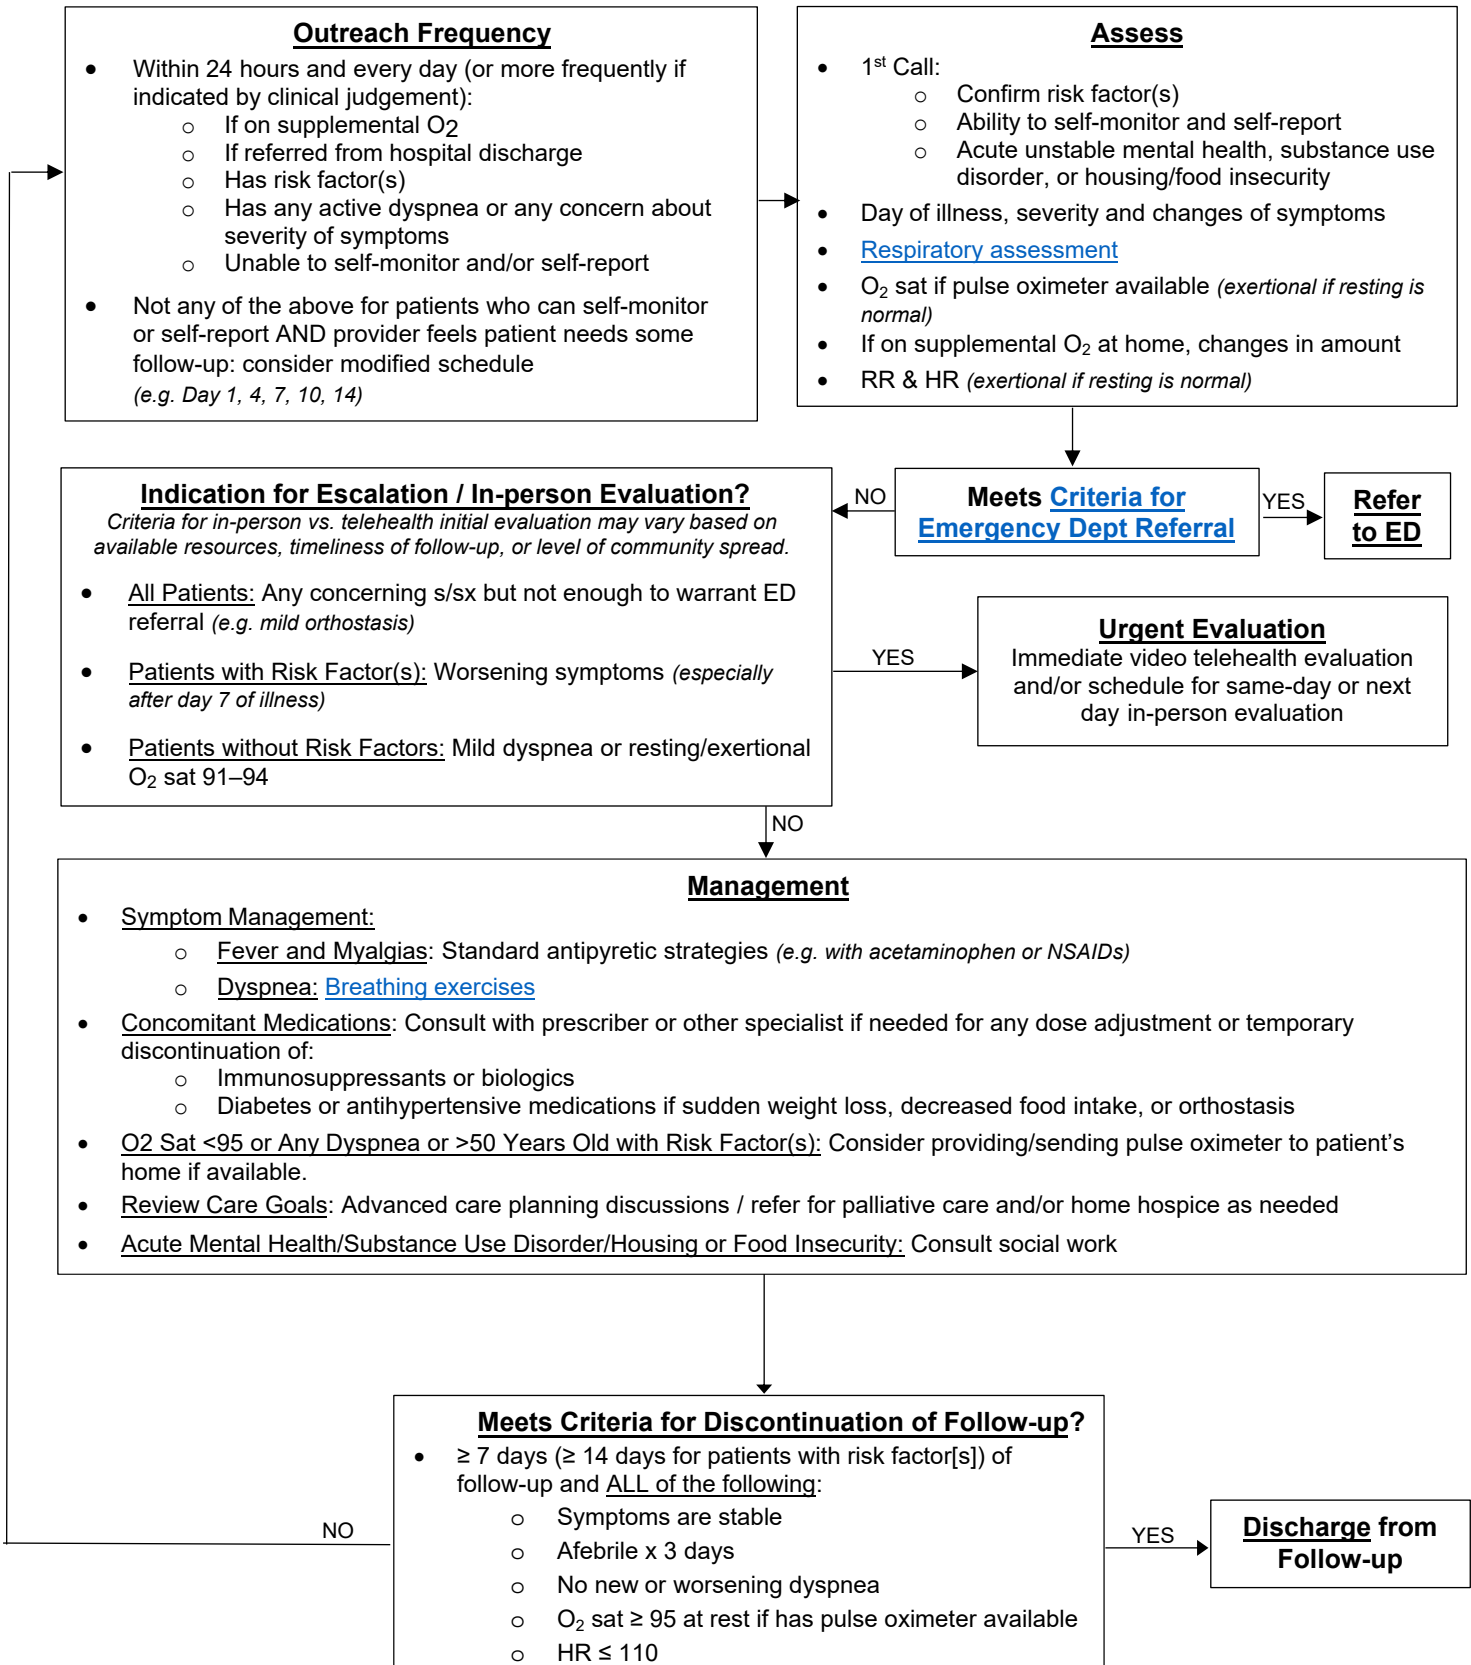 Outreach Frequency
• Within 24 hours and every day (or more frequently if
indicated by clinical judgement):
o If on supplemental O2
o If referred from hospital discharge
o Has risk factor(s)
o Has any active dyspnea or any concern about
severity of symptoms
o Unable to self-monitor and/or self-report
• Not any of the above for patients who can self-monitor
or self-report AND provider feels patient needs some
follow-up: consider modified schedule
(e.g. Day 1, 4, 7, 10, 14)
Assess
• 1st Call:
o Confirm risk factor(s)
o Ability to self-monitor and self-report
o Acute unstable mental health, substance use
disorder, or housing/food insecurity
• Day of illness, severity and changes of symptoms
• Respiratory assessment
• O2 sat if pulse oximeter available (exertional if resting is
normal)
• If on supplemental O2 at home, changes in amount
• RR & HR (exertional if resting is normal)
Meets Criteria for
Emergency Dept Referral
YES
Refer
to ED
NO
Indication for Escalation / In-person Evaluation?
Criteria for in-person vs. telehealth initial evaluation may vary based on
available resources, timeliness of follow-up, or level of community spread.
• All Patients: Any concerning s/sx but not enough to warrant ED
referral (e.g. mild orthostasis)
• Patients with Risk Factor(s): Worsening symptoms (especially
after day 7 of illness)
• Patients without Risk Factors: Mild dyspnea or resting/exertional
O2 sat 91–94
YES
Urgent Evaluation
Immediate video telehealth evaluation
and/or schedule for same-day or next
day in-person evaluation
NO
Management
• Symptom Management:
o Fever and Myalgias: Standard antipyretic strategies (e.g. with acetaminophen or NSAIDs)
o Dyspnea: Breathing exercises
• Concomitant Medications: Consult with prescriber or other specialist if needed for any dose adjustment or temporary
discontinuation of:
o Immunosuppressants or biologics
o Diabetes or antihypertensive medications if sudden weight loss, decreased food intake, or orthostasis
• O2 Sat <95 or Any Dyspnea or >50 Years Old with Risk Factor(s): Consider providing/sending pulse oximeter to patient's
home if available.
• Review Care Goals: Advanced care planning discussions / refer for palliative care and/or home hospice as needed
• Acute Mental Health/Substance Use Disorder/Housing or Food Insecurity: Consult social work
Meets Criteria for Discontinuation of Follow-up?
• ≥ 7 days (≥ 14 days for patients with risk factor[s]) of
follow-up and ALL of the following:
o Symptoms are stable
o Afebrile x 3 days
o No new or worsening dyspnea
o O2 sat ≥ 95 at rest if has pulse oximeter available
o HR ≤ 110
NO
YES
Discharge from
Follow-up